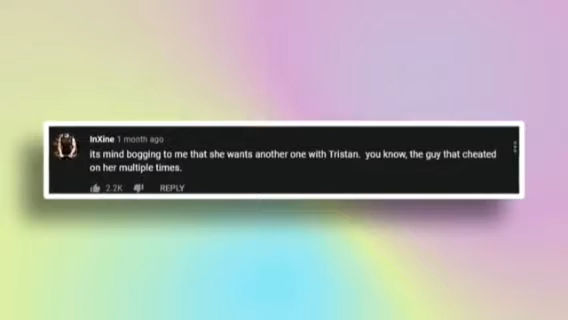 InXine 1 month ago
its mind bogging to me that she wants another one with Tristan. you know, the guy that cheated
on her multiple times.
2.2K REPLY